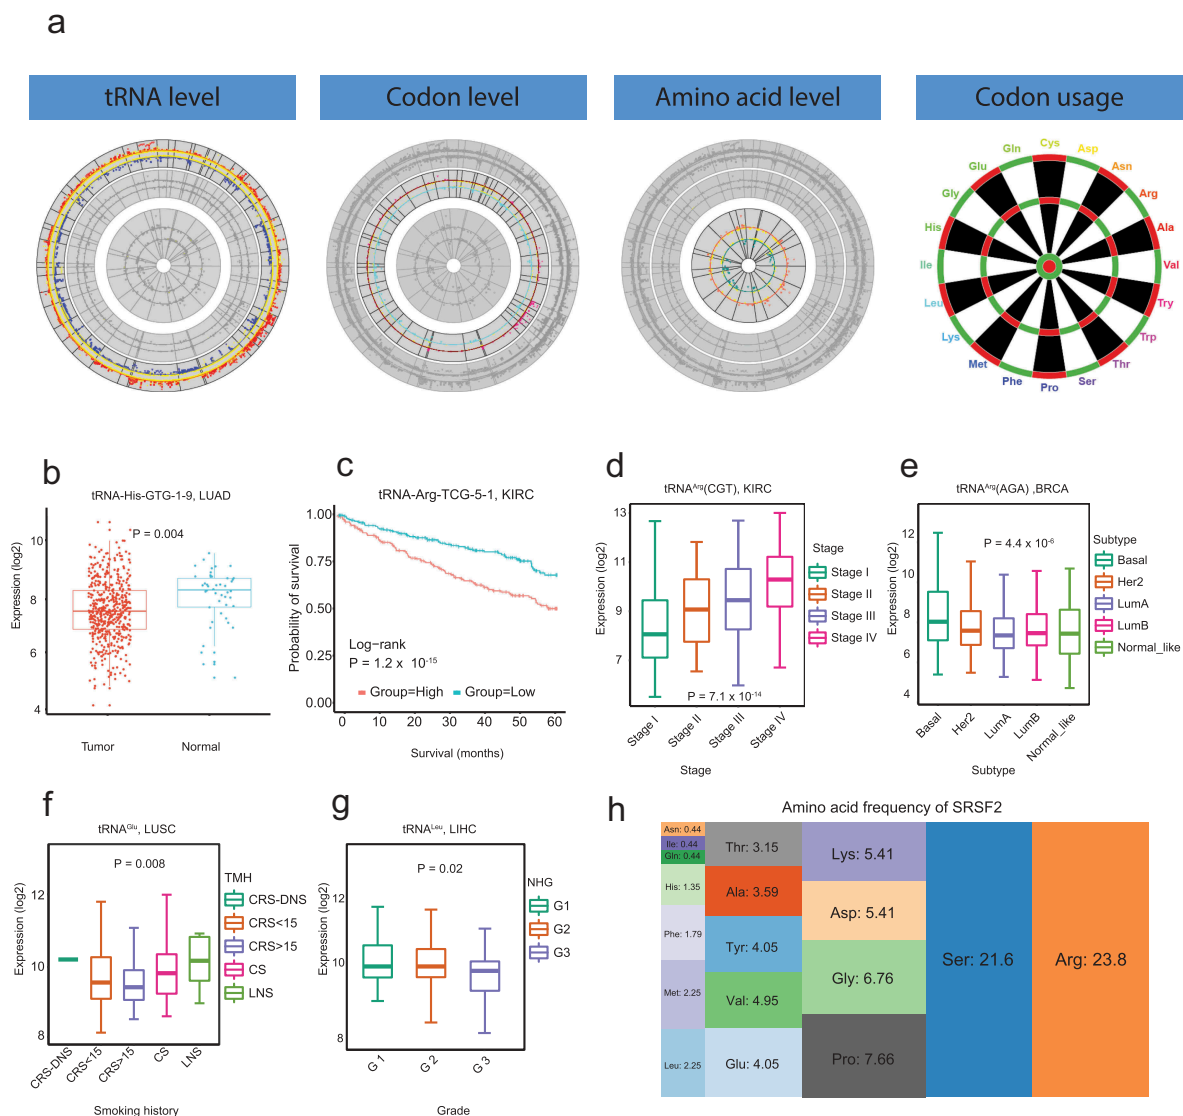 a
tRNA level
Codon level
Amino acid level
Codon usage
Cys
Asp
Asn
Arg
Ala
Val
Try
Trp
Thr
Ser
Pro
Phe
Met
Lys
Leu
Ile
His
Gly
Glu
Gln
b
tRNA-His-GTG-1-9, LUAD
P = 0.004
Expression (log2)
10
8
6
4
Tumor
Normal
c
tRNA-Arg-TCG-5-1, KIRC
Probability of survival
1.00
0.75
0.50
0.25
0.00
Log−rank
P = 1.2 x 10-15
Group=High
Group=Low
0 10 20 30 40 50 60
Survival (months)
d
tRNAArg(CGT), KIRC
Expression (log2)
13
11
9
7
P = 7.1 x 10-14
Stage I
Stage II
Stage III
Stage IV
Stage
Stage
Stage I
Stage II
Stage III
Stage IV
e
tRNAArg(AGA) ,BRCA
Expression (log2)
12
10
8
6
4
P = 4.4 x 10-6
Basal
Her2
LumA
LumB
Normal_like
Subtype
Subtype
Basal
Her2
LumA
LumB
Normal_like
f
tRNAGlu, LUSC
Expression (log2)
12
10
8
P = 0.008
CRS-DNS
CRS<15
CRS>15
CS
LNS
Smoking history
TMH
CRS-DNS
CRS<15
CRS>15
CS
LNS
g
tRNALeu, LIHC
Expression (log2)
12
10
8
P = 0.02
G 1
G 2
G 3
Grade
NHG
G1
G2
G3
h
Amino acid frequency of SRSF2
Asn: 0.44
Ile: 0.44
Gln: 0.44
His: 1.35
Phe: 1.79
Met: 2.25
Leu: 2.25
Thr: 3.15
Ala: 3.59
Tyr: 4.05
Val: 4.95
Glu: 4.05
Lys: 5.41
Asp: 5.41
Gly: 6.76
Pro: 7.66
Ser: 21.6
Arg: 23.8